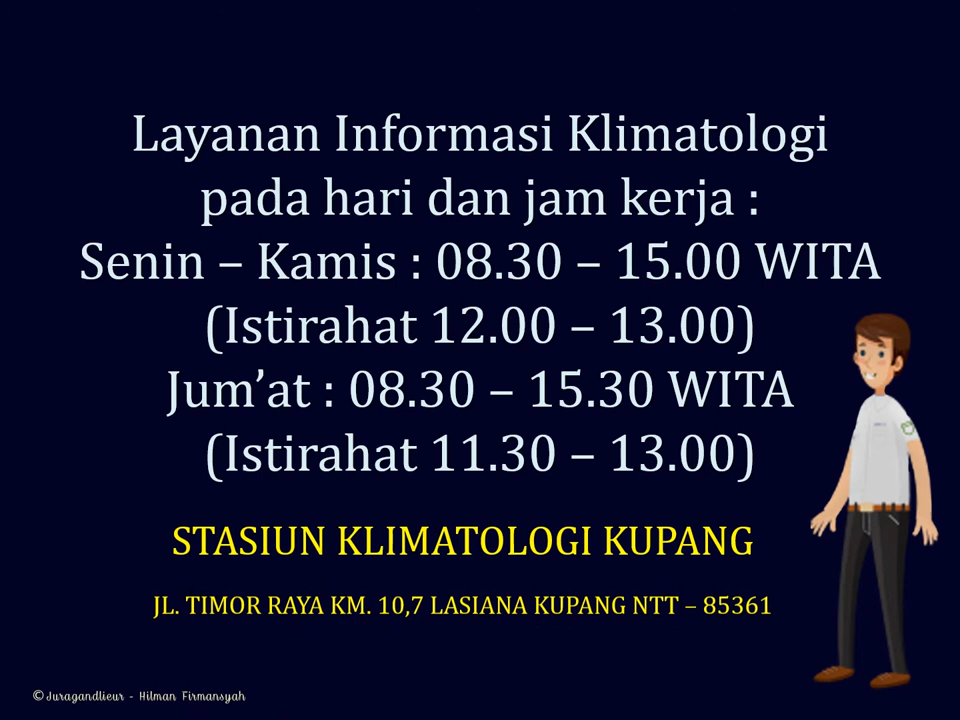 Layanan Informasi Klimatologi
pada hari dan jam kerja :
Senin – Kamis : 08.30 – 15.00 WITA
(Istirahat 12.00 – 13.00)
Jum’at : 08.30 – 15.30 WITA
(Istirahat 11.30 – 13.00)
STASIUN KLIMATOLOGI KUPANG
JL. TIMOR RAYA KM. 10,7 LASIANA KUPANG NTT – 85361
© Juragandlieur - Hilman Firmansyah